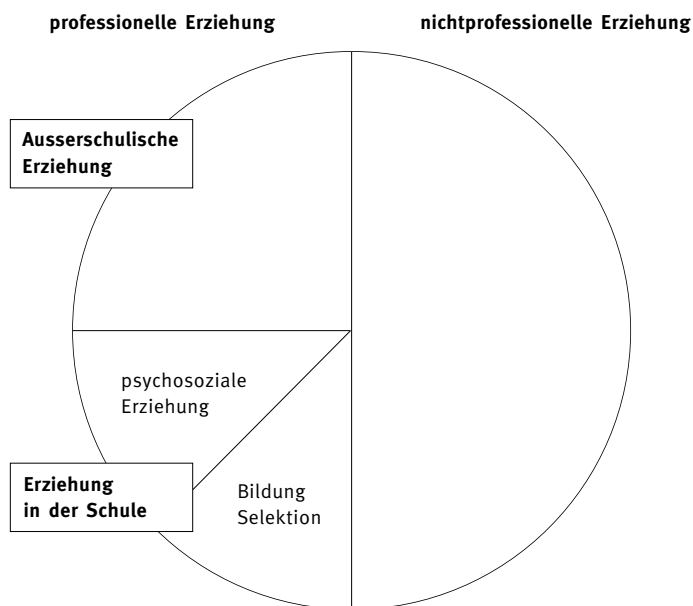 professionelle Erziehung
nichtprofessionelle Erziehung
Ausserschulische
Erziehung
psychosoziale
Erziehung
Erziehung
in der Schule
Bildung
Selektion